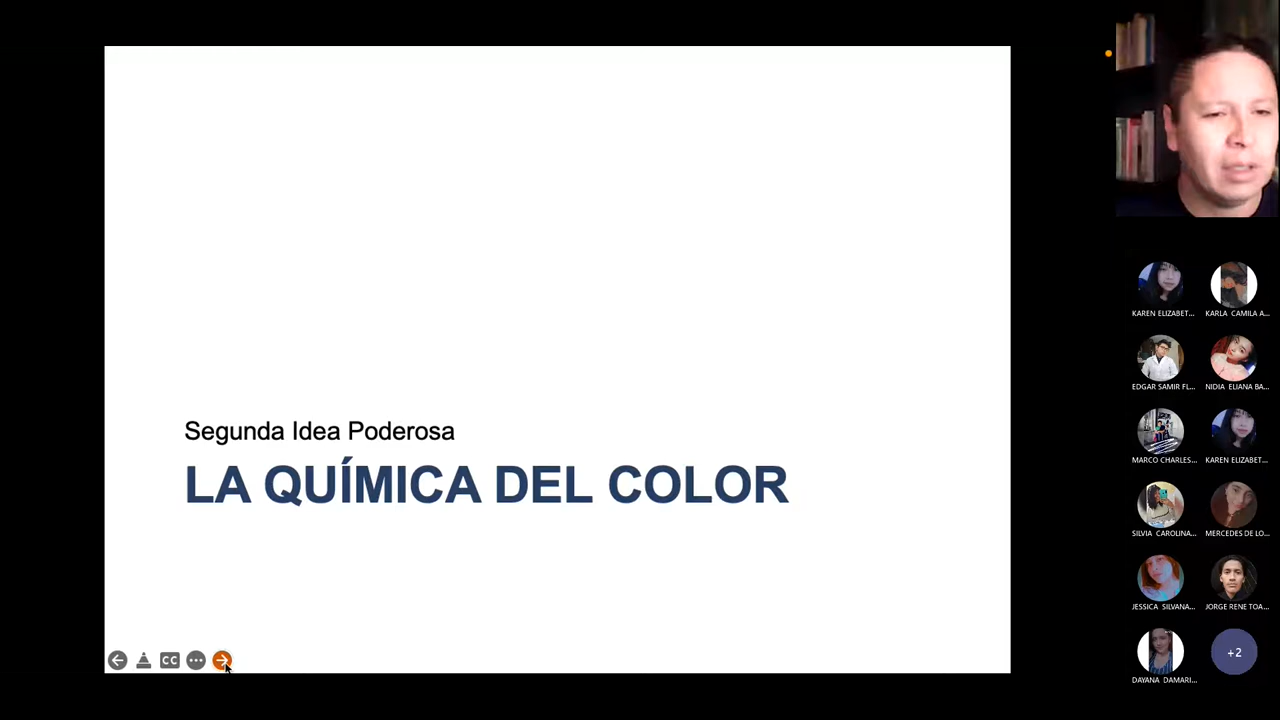 Segunda Idea Poderosa
LA QUÍMICA DEL COLOR
CC
KAREN ELIZABET...
KARLA CAMILA A...
EDGAR SAMIR FL...
NIDIA ELIANA BA...
MARCO CHARLES...
KAREN ELIZABET...
SILVIA CAROLINA...
MERCEDES DE LO...
JESSICA SILVANA...
JORGE RENE TOA...
DAYANA DAMARI...
+2